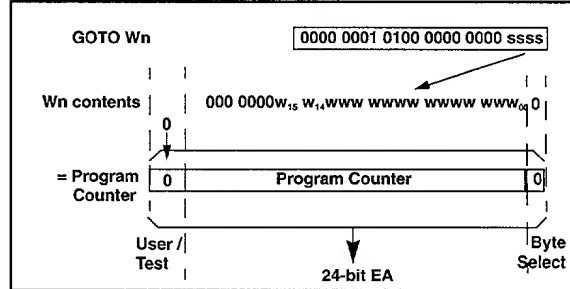 GOTO Wn
0000 0001 0100 0000 0000 ssss
Wn contents
000 0000w15 w14www wwww wwww www00 0
0
= Program Counter
0 Program Counter 0
User / Test
Byte Select
24-bit EA